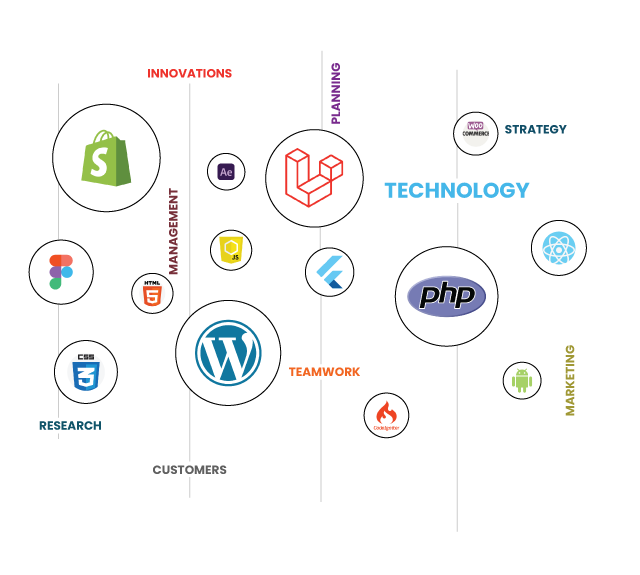 INNOVATIONS
PLANNING
WOO
COMMERCE
STRATEGY
S
Ae
TECHNOLOGY
MANAGEMENT
JS
HTML
5
php
CSS
3
W
TEAMWORK
MARKETING
CodeIgniter
RESEARCH
CUSTOMERS